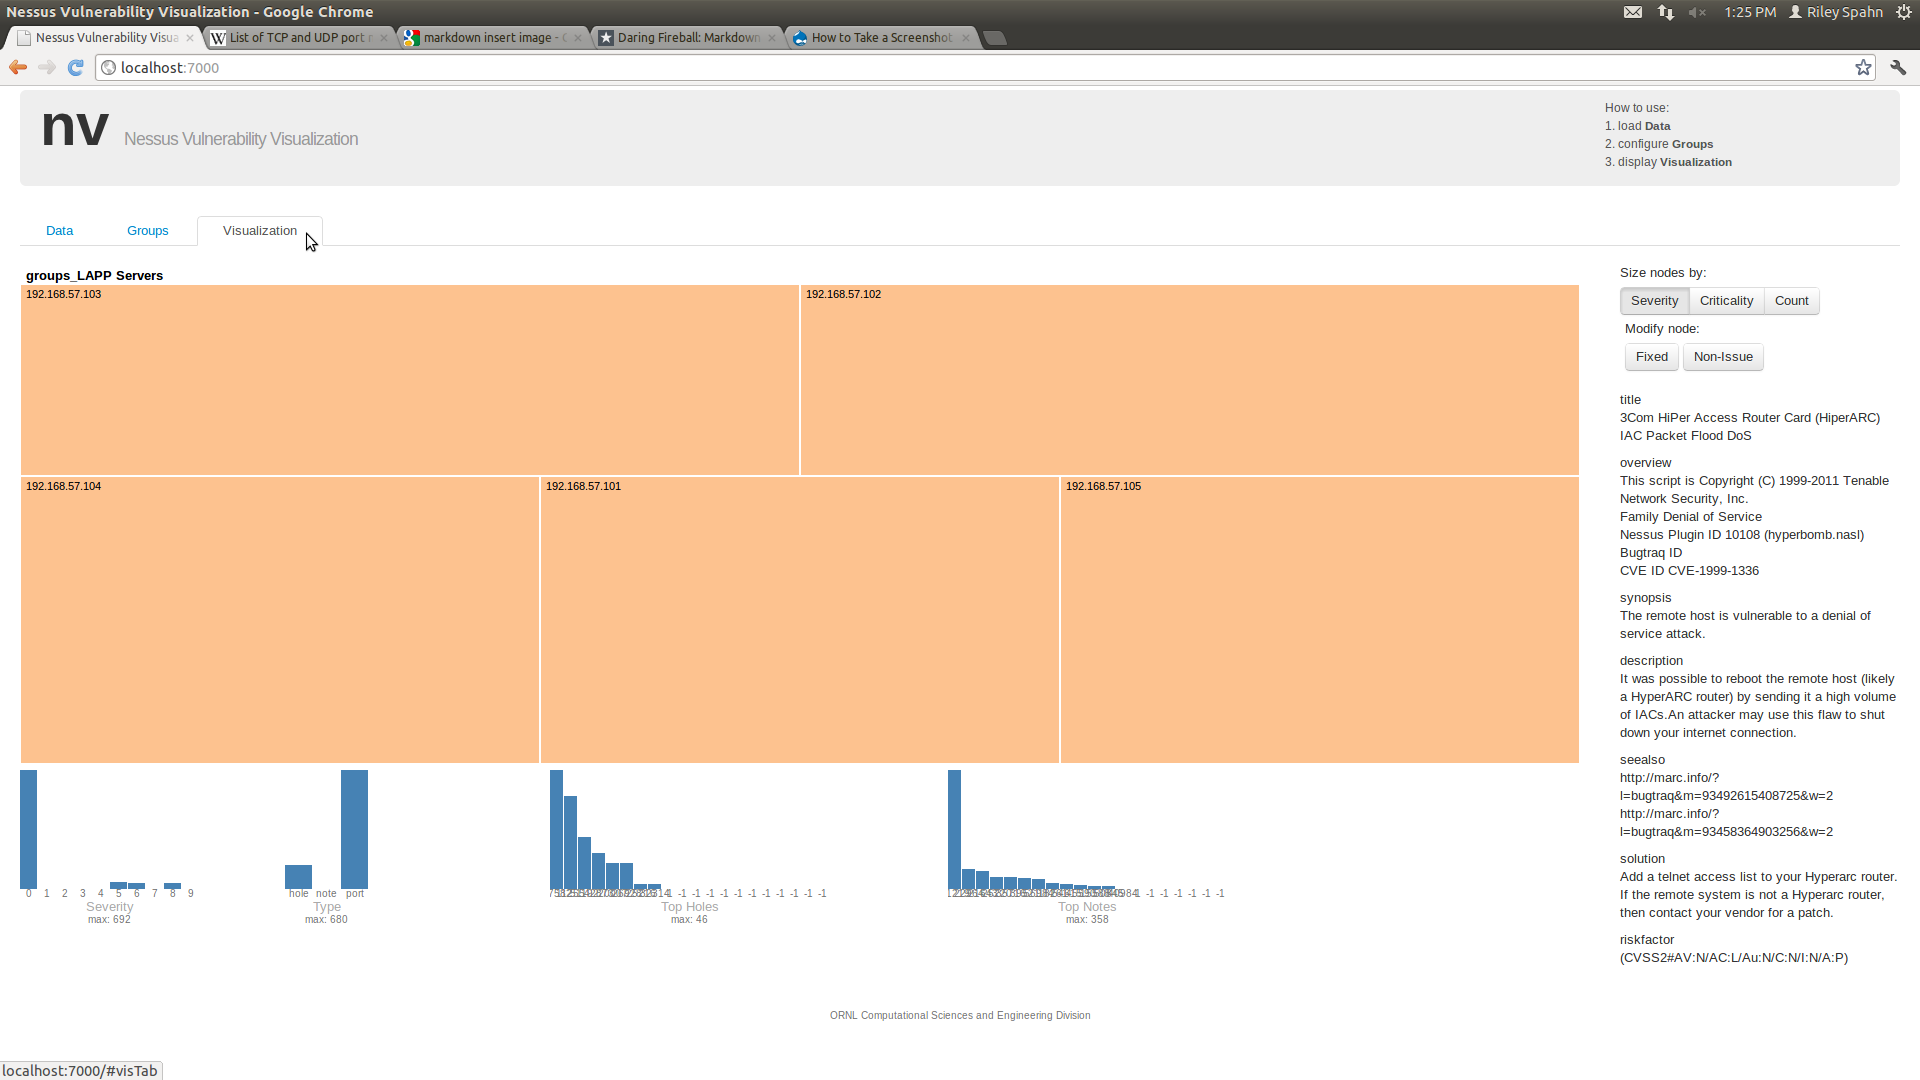 Nessus Vulnerability Visualization - Google Chrome
1:25 PM Riley Spahn
Nessus Vulnerability Visua
List of TCP and UDP port
markdown insert image -
Daring Fireball: Markdown
How to Take a Screenshot
localhost:7000
nv Nessus Vulnerability Visualization
How to use:
1. load Data
2. configure Groups
3. display Visualization
Data Groups Visualization
groups_LAPP Servers
192.168.57.103
192.168.57.102
192.168.57.104
192.168.57.101
192.168.57.105
0 1 2 3 4 5 6 7 8 9
Severity
max: 692
hole note port
Type
max: 680
-1 -1 -1 -1 -1 -1 -1 -1 -1 -1 -1
Top Holes
max: 46
-1 -1 -1 -1 -1 -1
Top Notes
max: 358
Size nodes by:
Severity Criticality Count
Modify node:
Fixed Non-Issue
title
3Com HiPer Access Router Card (HiperARC)
IAC Packet Flood DoS
overview
This script is Copyright (C) 1999-2011 Tenable
Network Security, Inc.
Family Denial of Service
Nessus Plugin ID 10108 (hyperbomb.nasl)
Bugtraq ID
CVE ID CVE-1999-1336
synopsis
The remote host is vulnerable to a denial of
service attack.
description
It was possible to reboot the remote host (likely
a HyperARC router) by sending it a high volume
of IACs.An attacker may use this flaw to shut
down your internet connection.
seealso
http://marc.info/?
l=bugtraq&m=93492615408725&w=2
http://marc.info/?
l=bugtraq&m=93458364903256&w=2
solution
Add a telnet access list to your Hyperarc router.
If the remote system is not a Hyperarc router,
then contact your vendor for a patch.
riskfactor
(CVSS2#AV:N/AC:L/Au:N/C:N/I:N/A:P)
ORNL Computational Sciences and Engineering Division
localhost:7000/#visTab